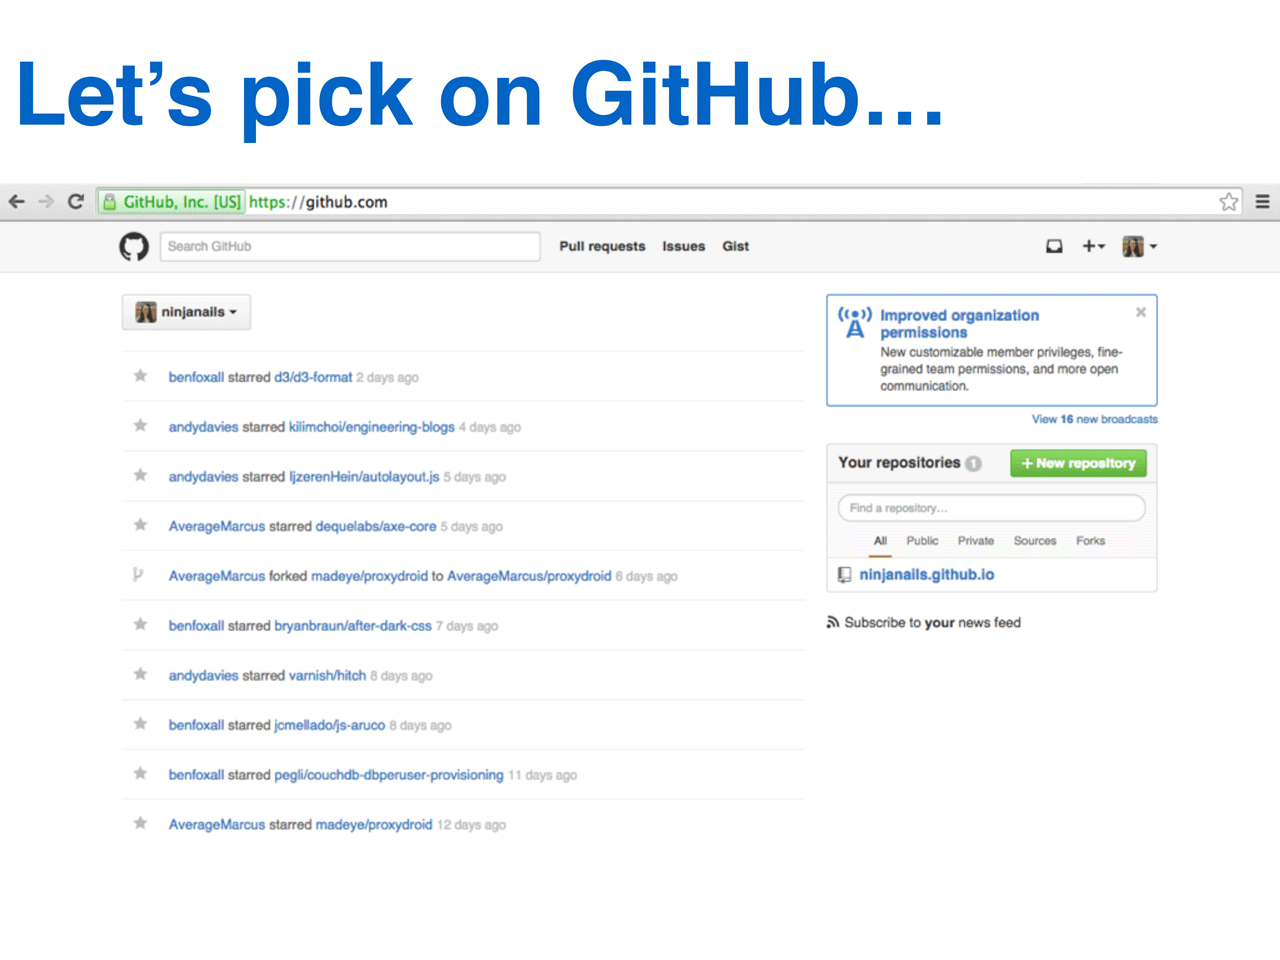 Let’s pick on GitHub…
GitHub, Inc. [US] https://github.com
Search GitHub
Pull requests Issues Gist
ninjanails
benfoxall starred d3/d3-format 2 days ago
andydavies starred kilimchoi/engineering-blogs 4 days ago
andydavies starred IjzerenHein/autolayout.js 5 days ago
AverageMarcus starred dequelabs/axe-core 5 days ago
AverageMarcus forked madeye/proxydroid to AverageMarcus/proxydroid 6 days ago
benfoxall starred bryanbraun/after-dark-css 7 days ago
andydavies starred varnish/hitch 8 days ago
benfoxall starred jcmellado/js-aruco 8 days ago
benfoxall starred pegli/couchdb-dbperuser-provisioning 11 days ago
AverageMarcus starred madeye/proxydroid 12 days ago
Improved organization
permissions
New customizable member privileges, fine-
grained team permissions, and more open
communication.
View 16 new broadcasts
Your repositories 1
+ New repository
Find a repository…
All Public Private Sources Forks
ninjanails.github.io
Subscribe to your news feed